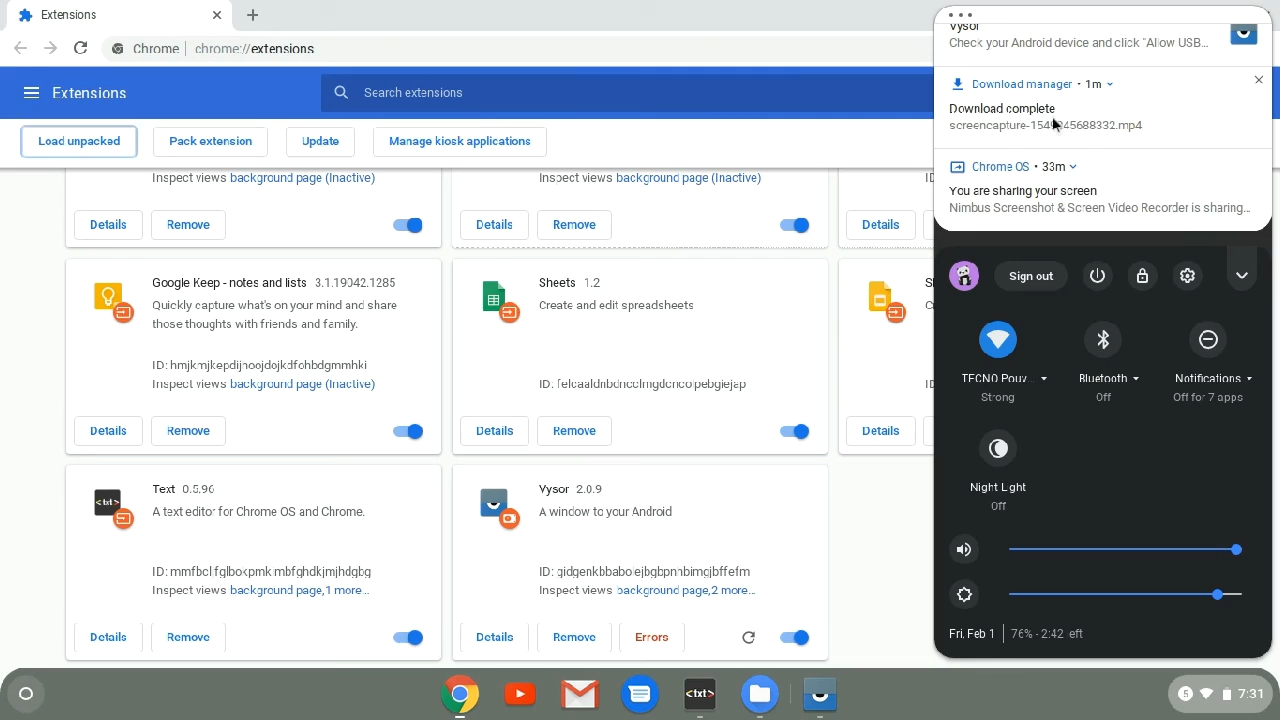 Extensions
Chrome
chrome://extensions
Extensions
Search extensions
Load unpacked
Pack extension
Update
Manage kiosk applications
Inspect views background page (Inactive)
Inspect views background page (Inactive)
ID
Details
Remove
Details
Remove
Details
Google Keep - notes and lists 3.1.19042.1285
Quickly capture what's on your mind and share
those thoughts with friends and family.
ID: hmjkmjkepdijhoojdojkdfohbdgmmhki
Inspect views background page (Inactive)
Details
Remove
Sheets 1.2
Create and edit spreadsheets
ID: felcaaldnbdncclmgdcncolpebgiejap
Details
Remove
Details
Text 0.5.96
A text editor for Chrome OS and Chrome.
ID: mmfbcljfglbokpmkimbfghdkjmjhdgbg
Inspect views background page,1 more...
Details
Remove
Vysor 2.0.9
A window to your Android
ID: gidgenkbbabolejbgbpnhbimgjbffefm
Inspect views background page,2 more...
Details
Remove
Errors
Vysor
Check your Android device and click "Allow USB...
Download manager • 1m
Download complete
Chrome OS • 33m
You are sharing your screen
Nimbus Screenshot & Screen Video Recorder is sharing...
Sign out
TECNO Pouv...
Strong
Bluetooth
Off
Notifications
Off for 7 apps
Night Light
Off
Fri, Feb 1
76% - 2:42 left
<txt>
5
7:31